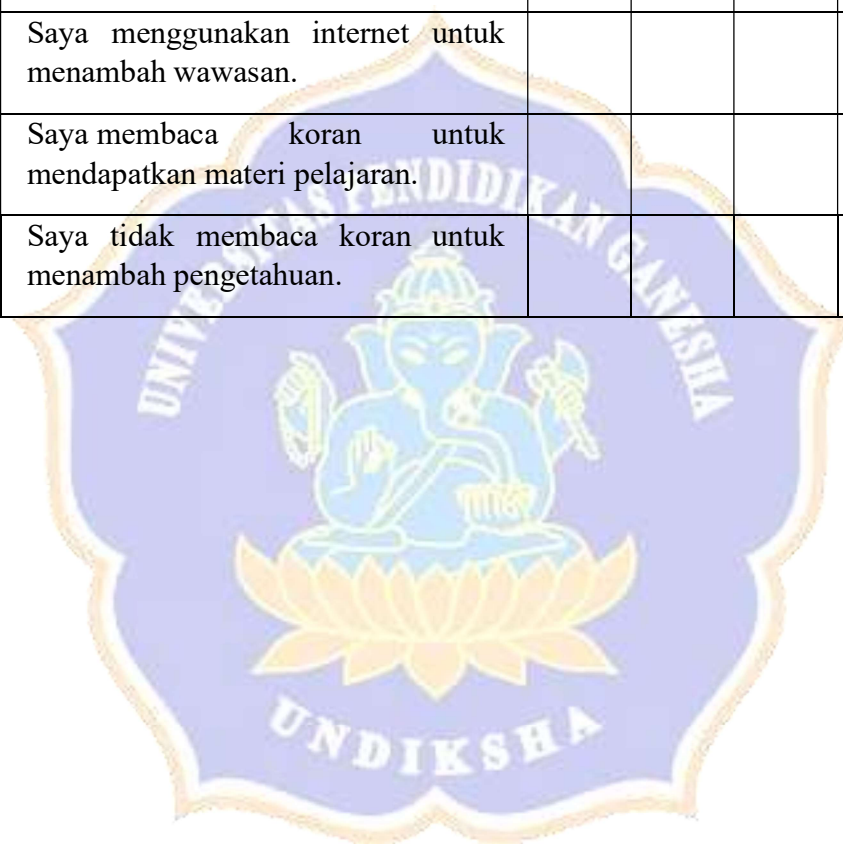 Saya menggunakan internet untuk
menambah wawasan.
Saya membaca koran untuk
mendapatkan materi pelajaran.
Saya tidak membaca koran untuk
menambah pengetahuan.
UNIVERSITAS PENDIDIKAN GANESHA
UNDIKSHA